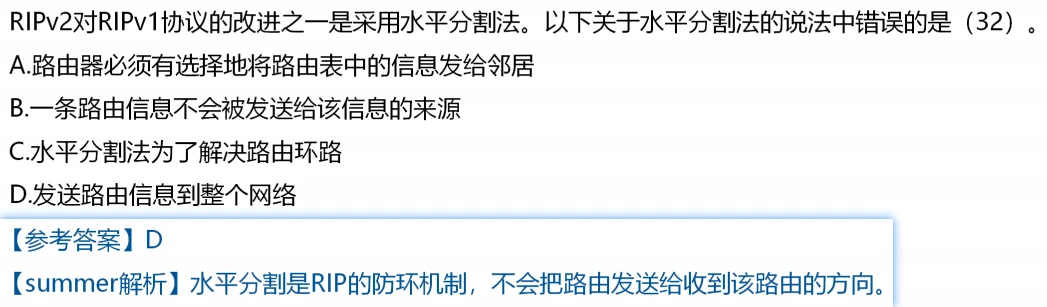 RIPv2对RIPv1协议的改进之一是采用水平分割法。以下关于水平分割法的说法中错误的是（32）。
A.路由器必须有选择地将路由表中的信息发给邻居
B.一条路由信息不会被发送给该信息的来源
C.水平分割法为了解决路由环路
D.发送路由信息到整个网络
【参考答案】D
【summer解析】水平分割是RIP的防环机制，不会把路由发送给收到该路由的方向。